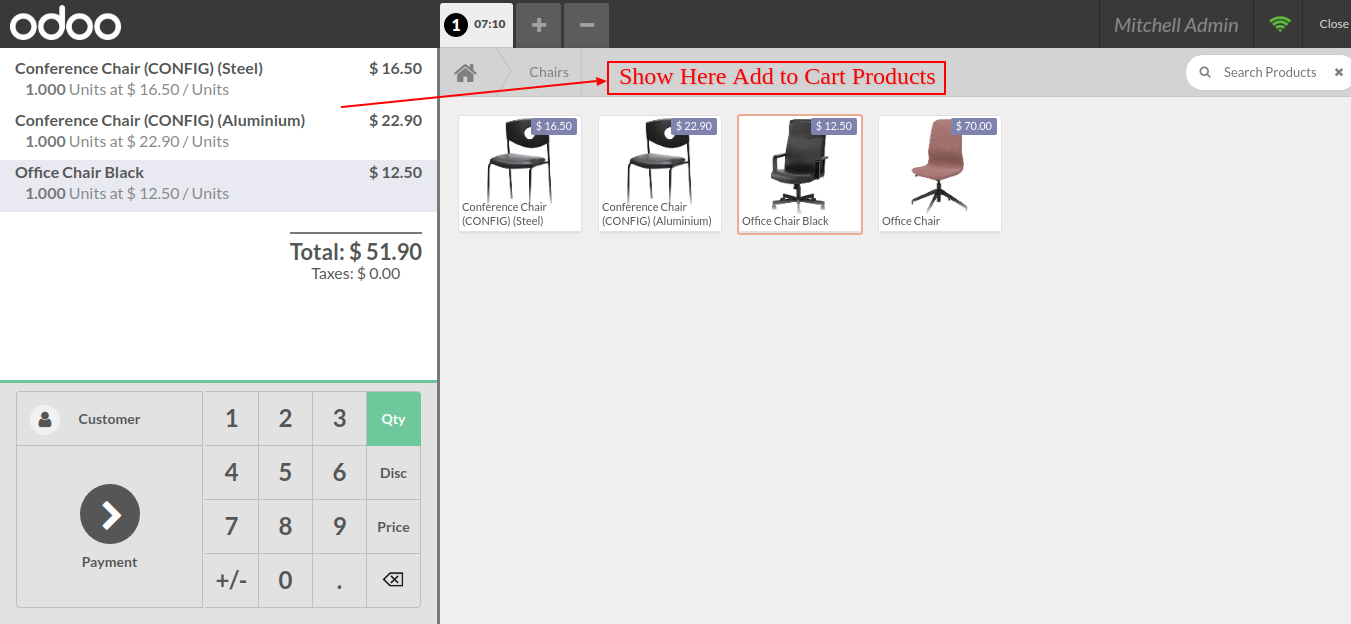 odoo
1 07:10 + −
Mitchell Admin
Close
Conference Chair (CONFIG) (Steel) $ 16.50
1.000 Units at $ 16.50 / Units
Conference Chair (CONFIG) (Aluminium) $ 22.90
1.000 Units at $ 22.90 / Units
Office Chair Black $ 12.50
1.000 Units at $ 12.50 / Units
Total: $ 51.90
Taxes: $ 0.00
Customer
Payment
1 2 3 Qty
4 5 6 Disc
7 8 9 Price
+/- 0 .
Chairs
Show Here Add to Cart Products
Search Products
$ 16.50
Conference Chair
(CONFIG) (Steel)
$ 22.90
Conference Chair
(CONFIG) (Aluminium)
$ 12.50
Office Chair Black
$ 70.00
Office Chair